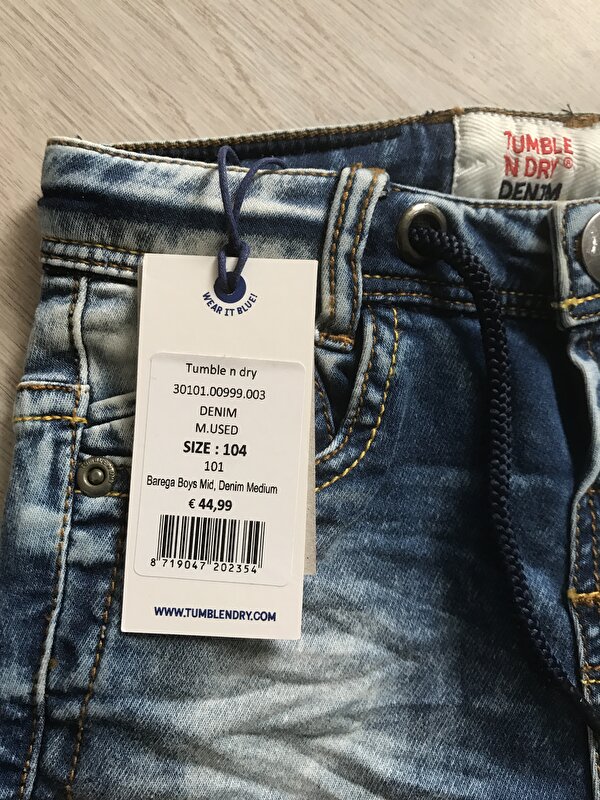 TUMBLE
N DRY®
DENIM
WEAR IT BLUE!
Tumble n dry
30101.00999.003
DENIM
M.USED
SIZE : 104
101
Barega Boys Mid, Denim Medium
€ 44,99
8 719047 202354
WWW.TUMBLENDRY.COM